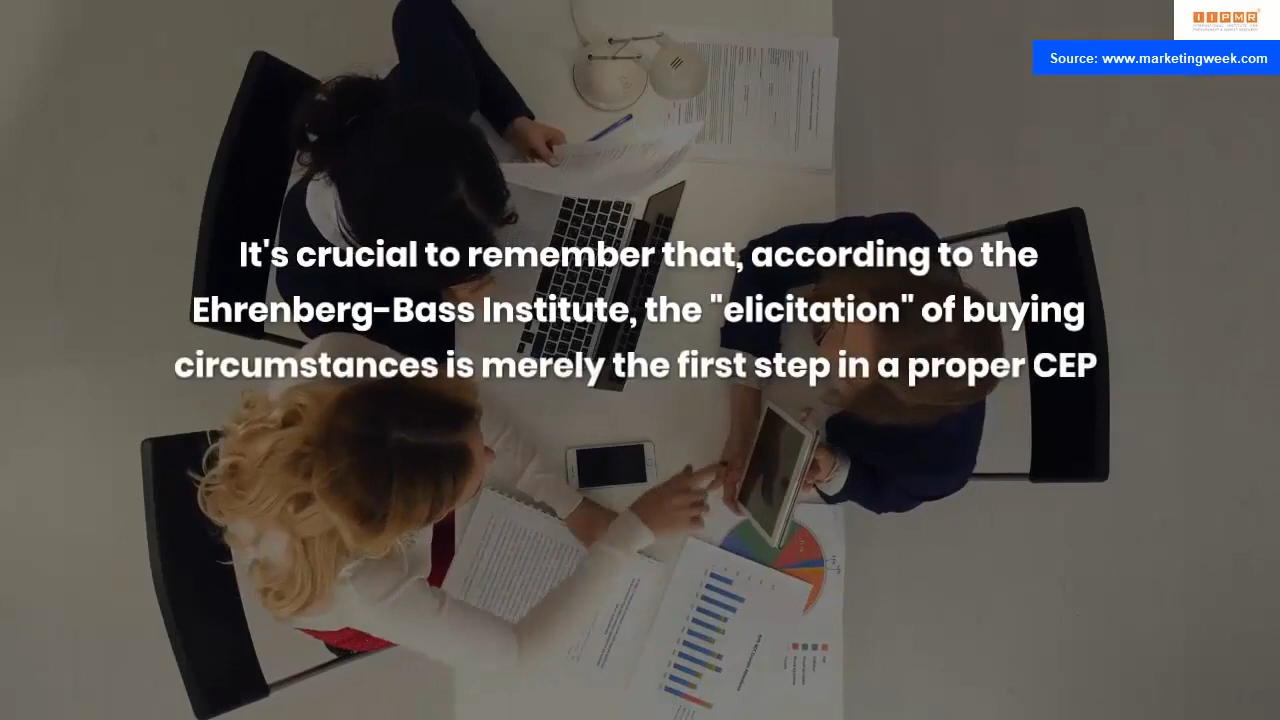 IIPMR
Source: www.marketingweek.com
It's crucial to remember that, according to the
Ehrenberg-Bass Institute, the "elicitation" of buying
circumstances is merely the first step in a proper CEP